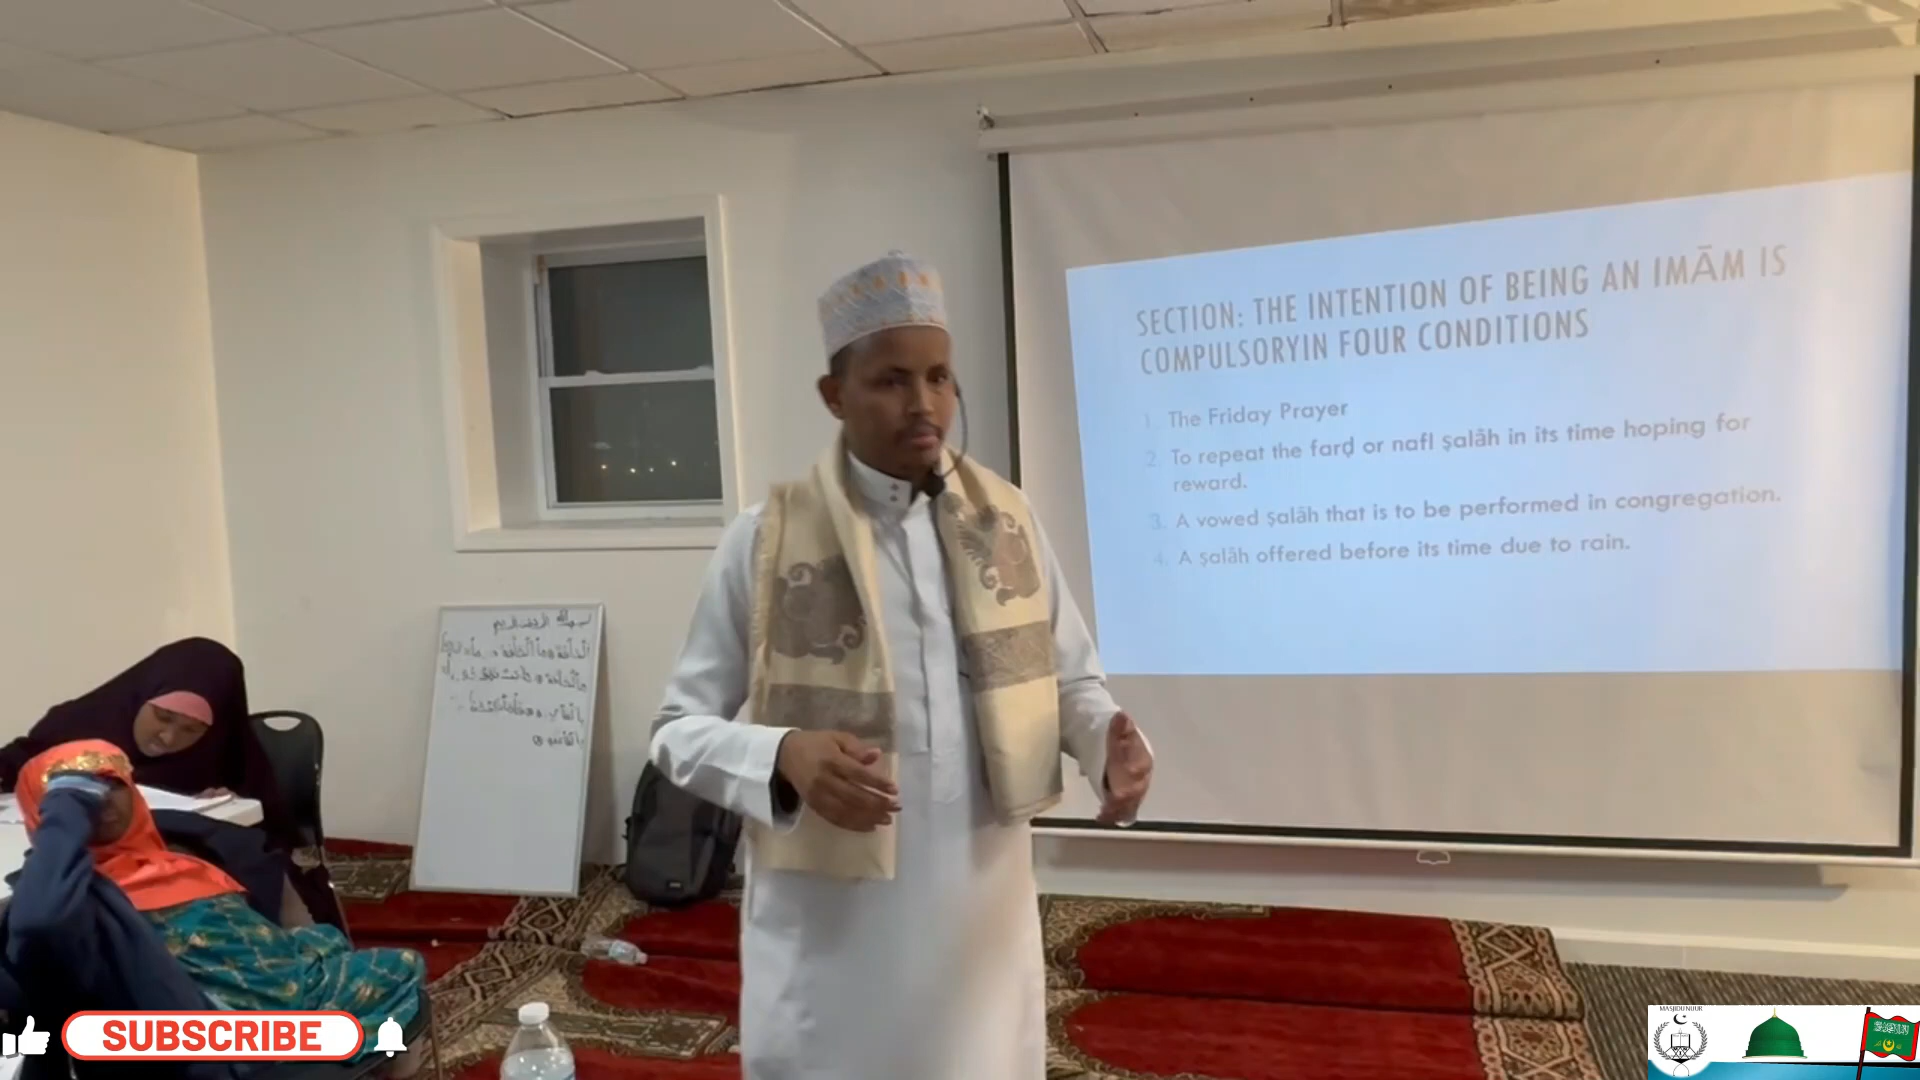 SECTION: THE INTENTION OF BEING AN IMĀM IS
COMPULSORYIN FOUR CONDITIONS
1. The Friday Prayer
2. To repeat the farḍ or nafl ṣalāh in its time hoping for
reward.
3. A vowed ṣalāh that is to be performed in congregation.
4. A ṣalāh offered before its time due to rain.
SUBSCRIBE
MASJIDU NUUR